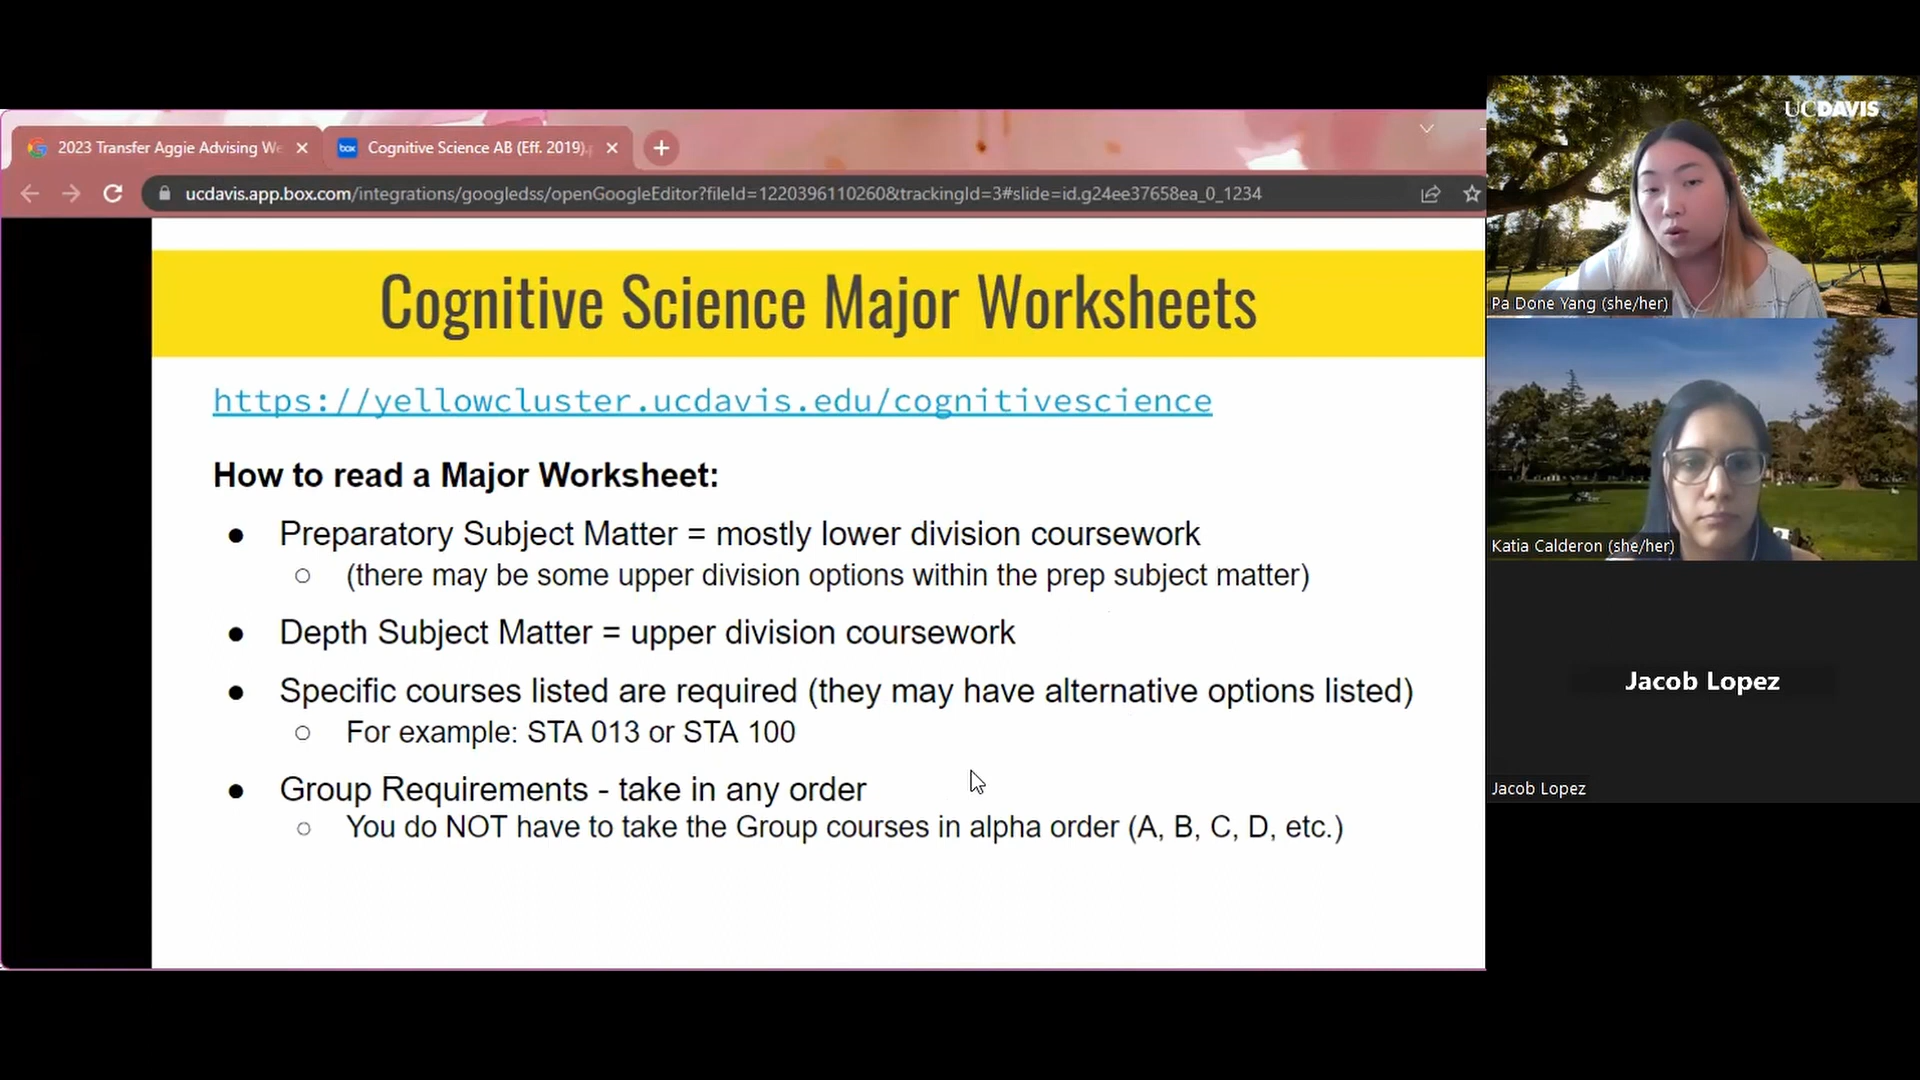 2023 Transfer Aggie Advising We
Cognitive Science AB (Eff. 2019).
ucdavis.app.box.com/integrations/googledss/openGoogleEditor?fileId=1220396110260&trackingId=3#slide=id.g24ee37658ea_0_1234
Cognitive Science Major Worksheets
https://yellowcluster.ucdavis.edu/cognitivescience
How to read a Major Worksheet:
● Preparatory Subject Matter = mostly lower division coursework
○ (there may be some upper division options within the prep subject matter)
● Depth Subject Matter = upper division coursework
● Specific courses listed are required (they may have alternative options listed)
○ For example: STA 013 or STA 100
● Group Requirements - take in any order
○ You do NOT have to take the Group courses in alpha order (A, B, C, D, etc.)
UCDAVIS
Pa Done Yang (she/her)
Katia Calderon (she/her)
Jacob Lopez
Jacob Lopez
box